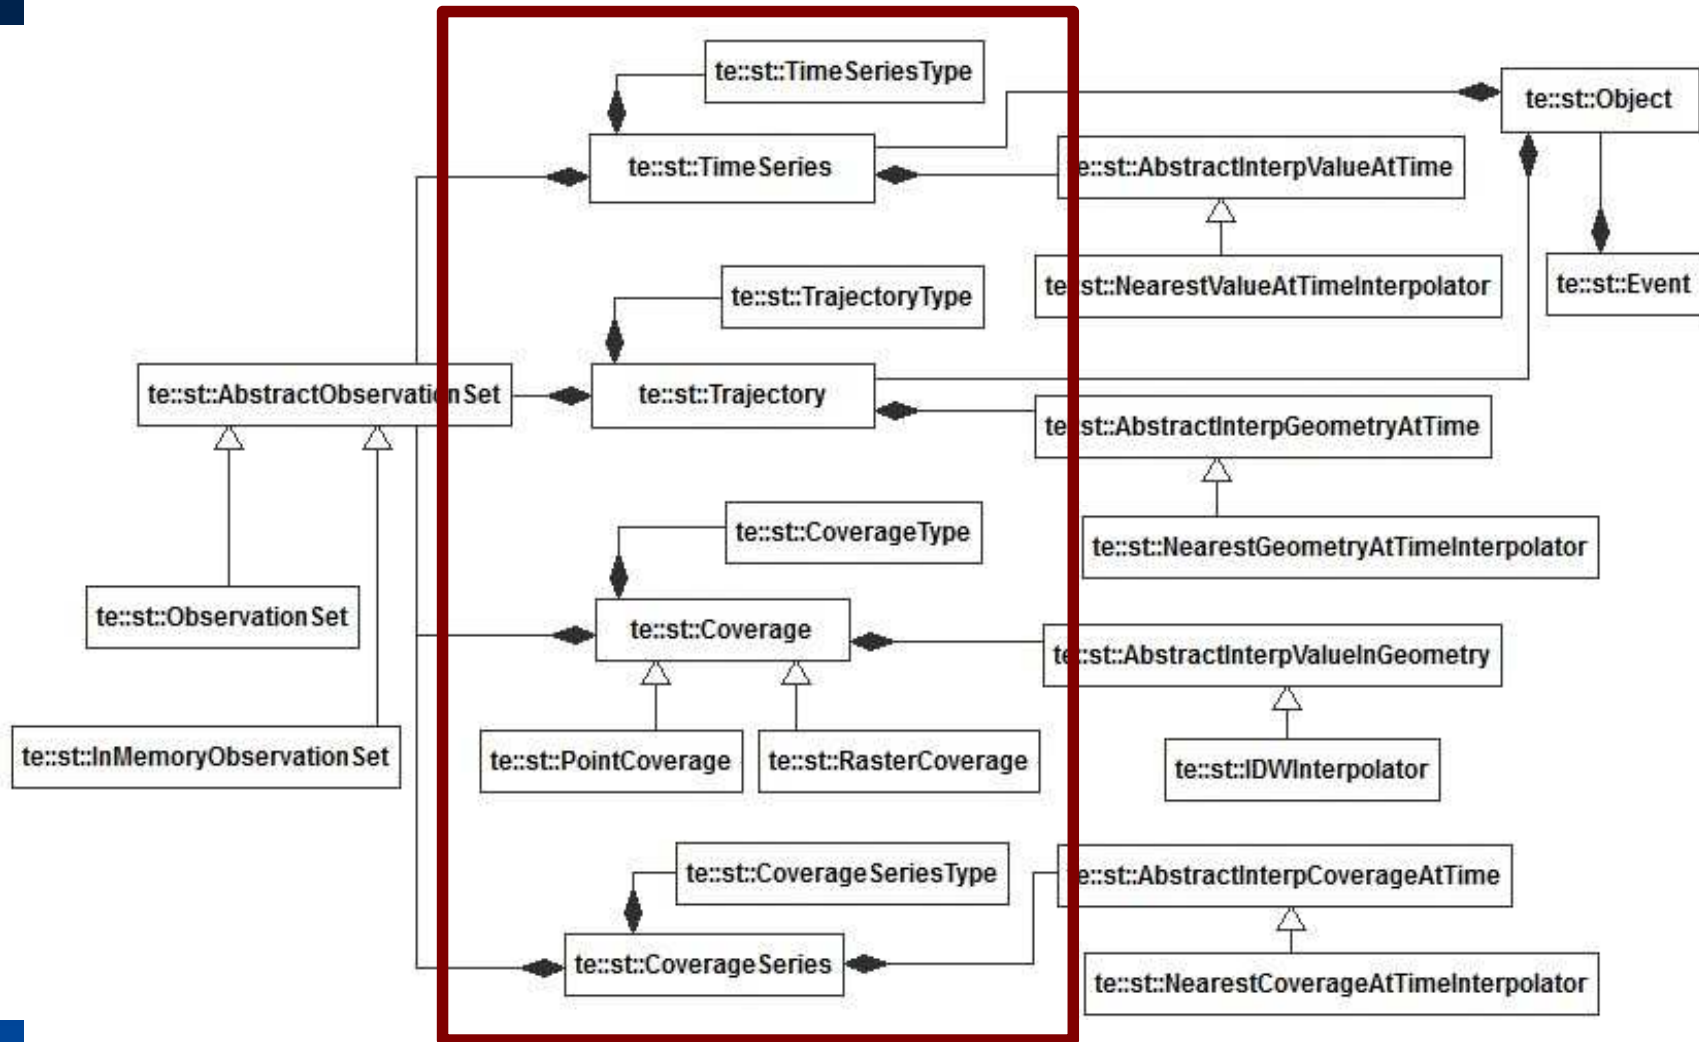 te::st::TimeSeriesType
te::st::Object
te::st::TimeSeries
e::st::AbstractInterpValueAtTime
te::st::NearestValueAtTimeInterpolator
te::st::Event
te::st::TrajectoryType
te::st::AbstractObservationSet
te::st::Trajectory
te::st::AbstractInterpGeometryAtTime
te::st::CoverageType
te::st::NearestGeometryAtTimeInterpolator
te::st::ObservationSet
te::st::Coverage
te::st::AbstractInterpValueInGeometry
te::st::InMemoryObservationSet
te::st::PointCoverage
te::st::RasterCoverage
te::st::IDWInterpolator
te::st::CoverageSeriesType
e::st::AbstractInterpCoverageAtTime
te::st::CoverageSeries
te::st::NearestCoverageAtTimeInterpolator